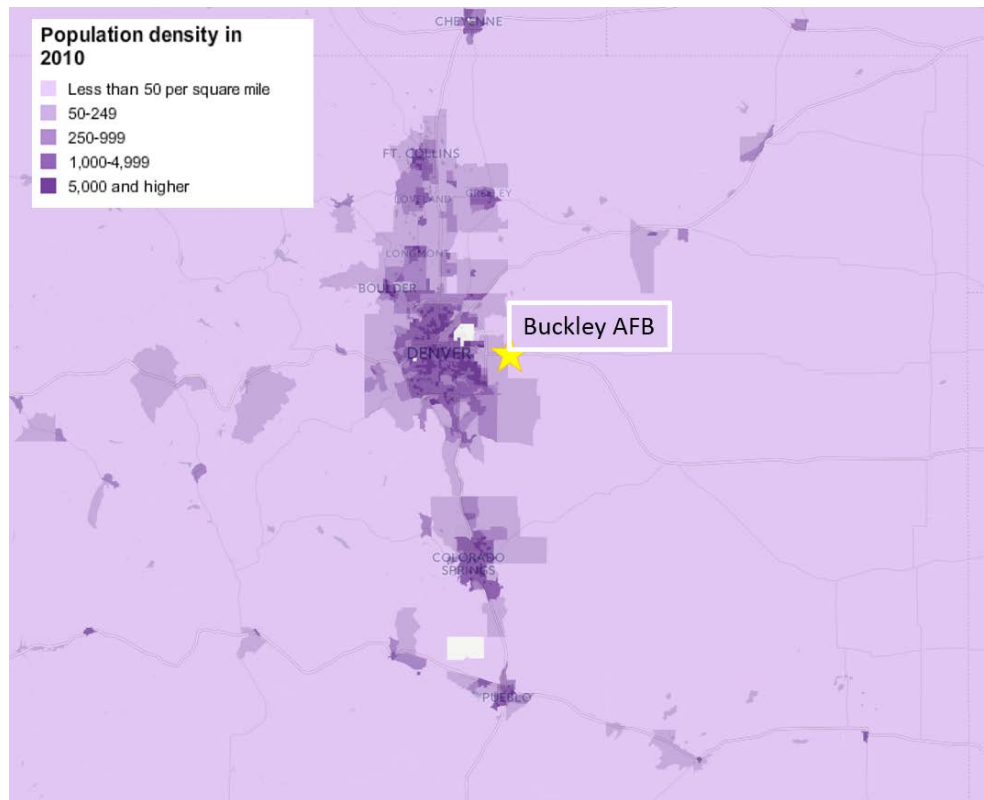 Population density in
2010
Less than 50 per square mile
50-249
250-999
1,000-4,999
5,000 and higher
CHEYENNE
FT. COLLINS
LOVELAND
GREELEY
LONGMONT
BOULDER
Buckley AFB
DENVER
COLORADO
SPRINGS
PUEBLO